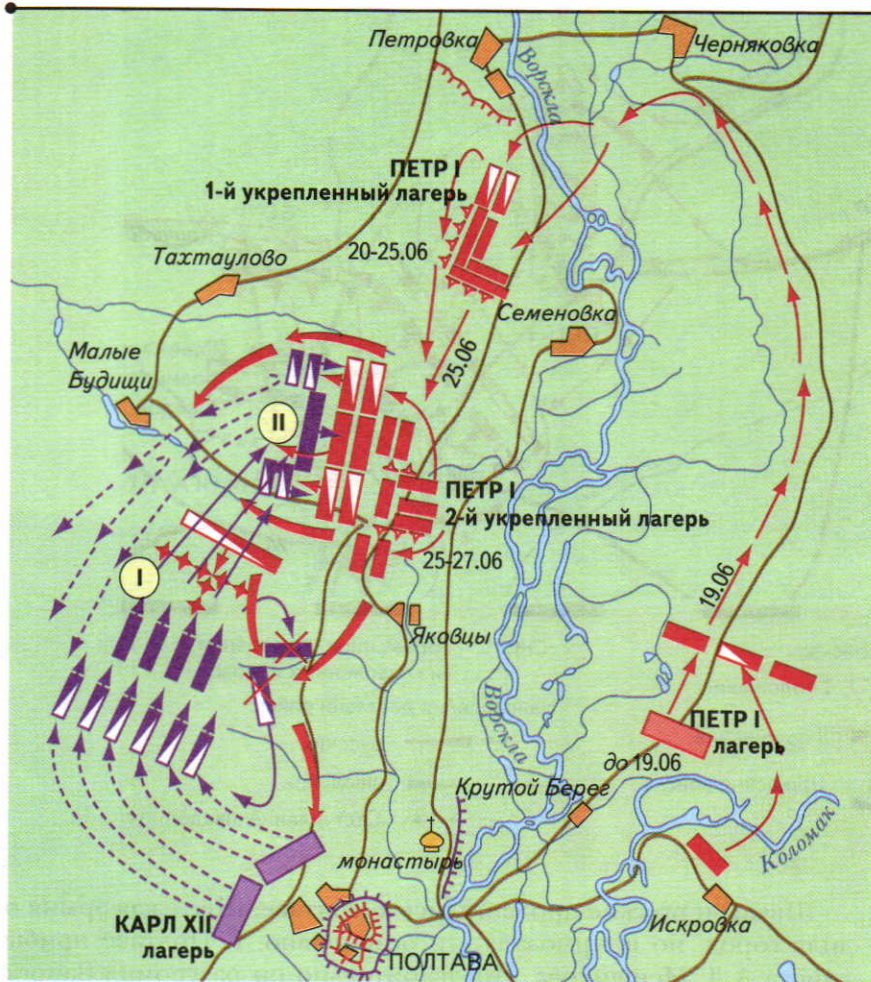 Петровка
Черняковка
Ворскла
ПЕТР I
1-й укрепленный лагерь
20-25.06
Тахтаулово
Семеновка
25.06
Малые
Будищи
II
ПЕТР I
2-й укрепленный лагерь
25-27.06
I
19.06
Яковцы
Ворскла
ПЕТР I
лагерь
до 19.06
Крутой Берег
Коломак
монастырь
КАРЛ XII
лагерь
Искровка
ПОЛТАВА